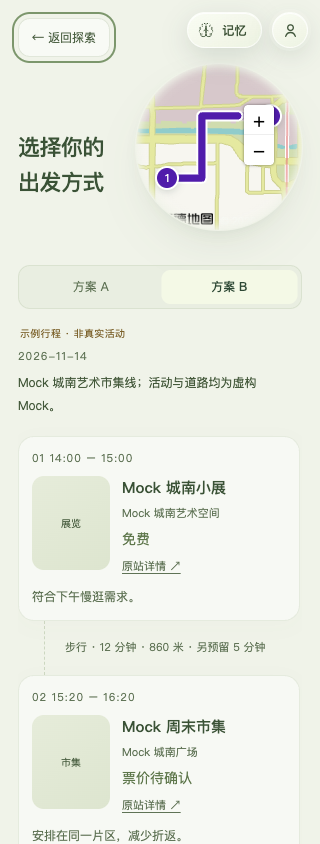 ← 返回探索
记忆
选择你的
出发方式
+
−
1
地图
方案 A
方案 B
示例行程 · 非真实活动
2026-11-14
Mock 城南艺术市集线；活动与道路均为虚构
Mock。
01 14:00 — 15:00
展览
Mock 城南小展
Mock 城南艺术空间
免费
原站详情 ↗
符合下午慢逛需求。
步行 · 12 分钟 · 860 米 · 另预留 5 分钟
02 15:20 — 16:20
市集
Mock 周末市集
Mock 城南广场
票价待确认
原站详情 ↗
安排在同一片区，减少折返。